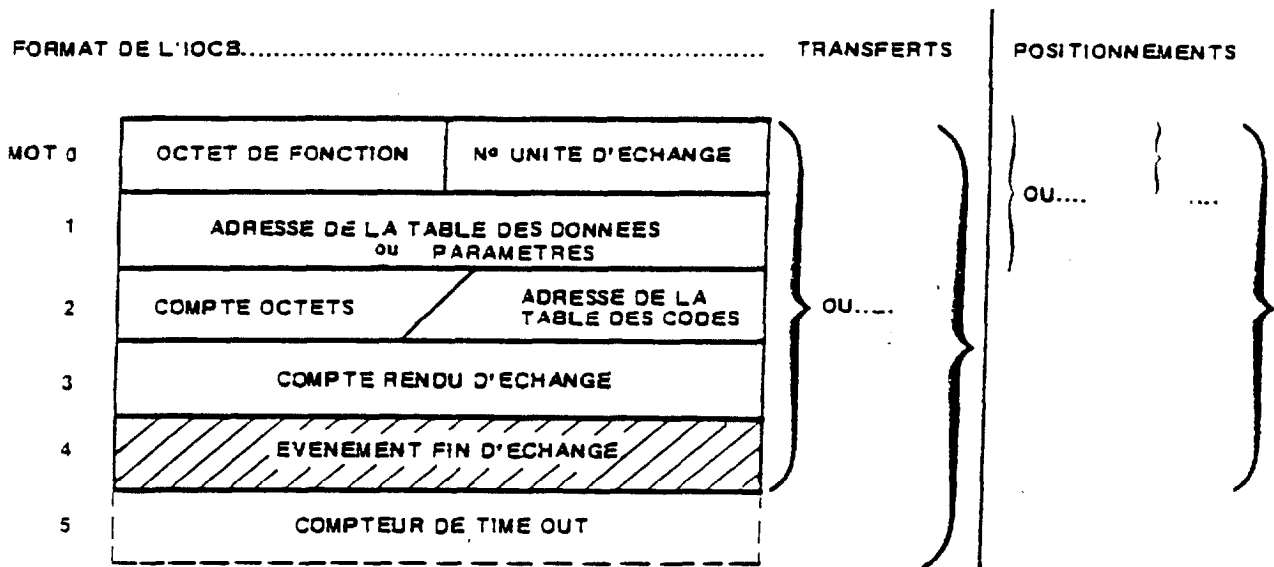 FORMAT DE L'IOCB................................................................ TRANSFERTS POSITIONNEMENTS
MOT 0 OCTET DE FONCTION Nº UNITE D'ECHANGE
OU.... ....
1 ADRESSE DE LA TABLE DES DONNEES
OU PARAMETRES
2 COMPTE OCTETS ADRESSE DE LA
TABLE DES CODES
OU.....
3 COMPTE RENDU D'ECHANGE
4 EVENEMENT FIN D'ECHANGE
5 COMPTEUR DE TIME OUT